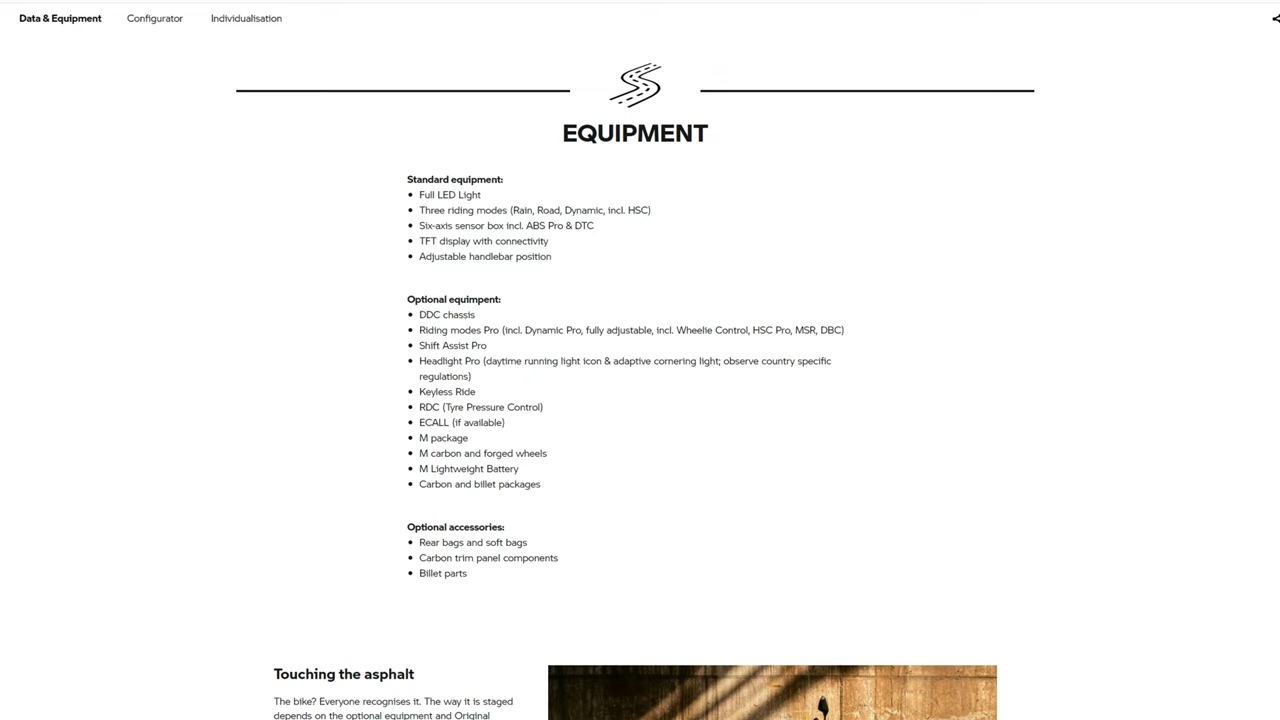 Data & Equipment Configurator Individualisation
EQUIPMENT
Standard equipment:
Full LED Light
Three riding modes (Rain, Road, Dynamic, incl. HSC)
Six-axis sensor box incl. ABS Pro & DTC
TFT display with connectivity
Adjustable handlebar position
Optional equimpent:
DDC chassis
Riding modes Pro (incl. Dynamic Pro, fully adjustable, incl. Wheelie Control, HSC Pro, MSR, DBC)
Shift Assist Pro
Headlight Pro (daytime running light icon & adaptive cornering light; observe country specific
regulations)
Keyless Ride
RDC (Tyre Pressure Control)
ECALL (if available)
M package
M carbon and forged wheels
M Lightweight Battery
Carbon and billet packages
Optional accessories:
Rear bags and soft bags
Carbon trim panel components
Billet parts
Touching the asphalt
The bike? Everyone recognises it. The way it is staged
depends on the optional equipment and Original